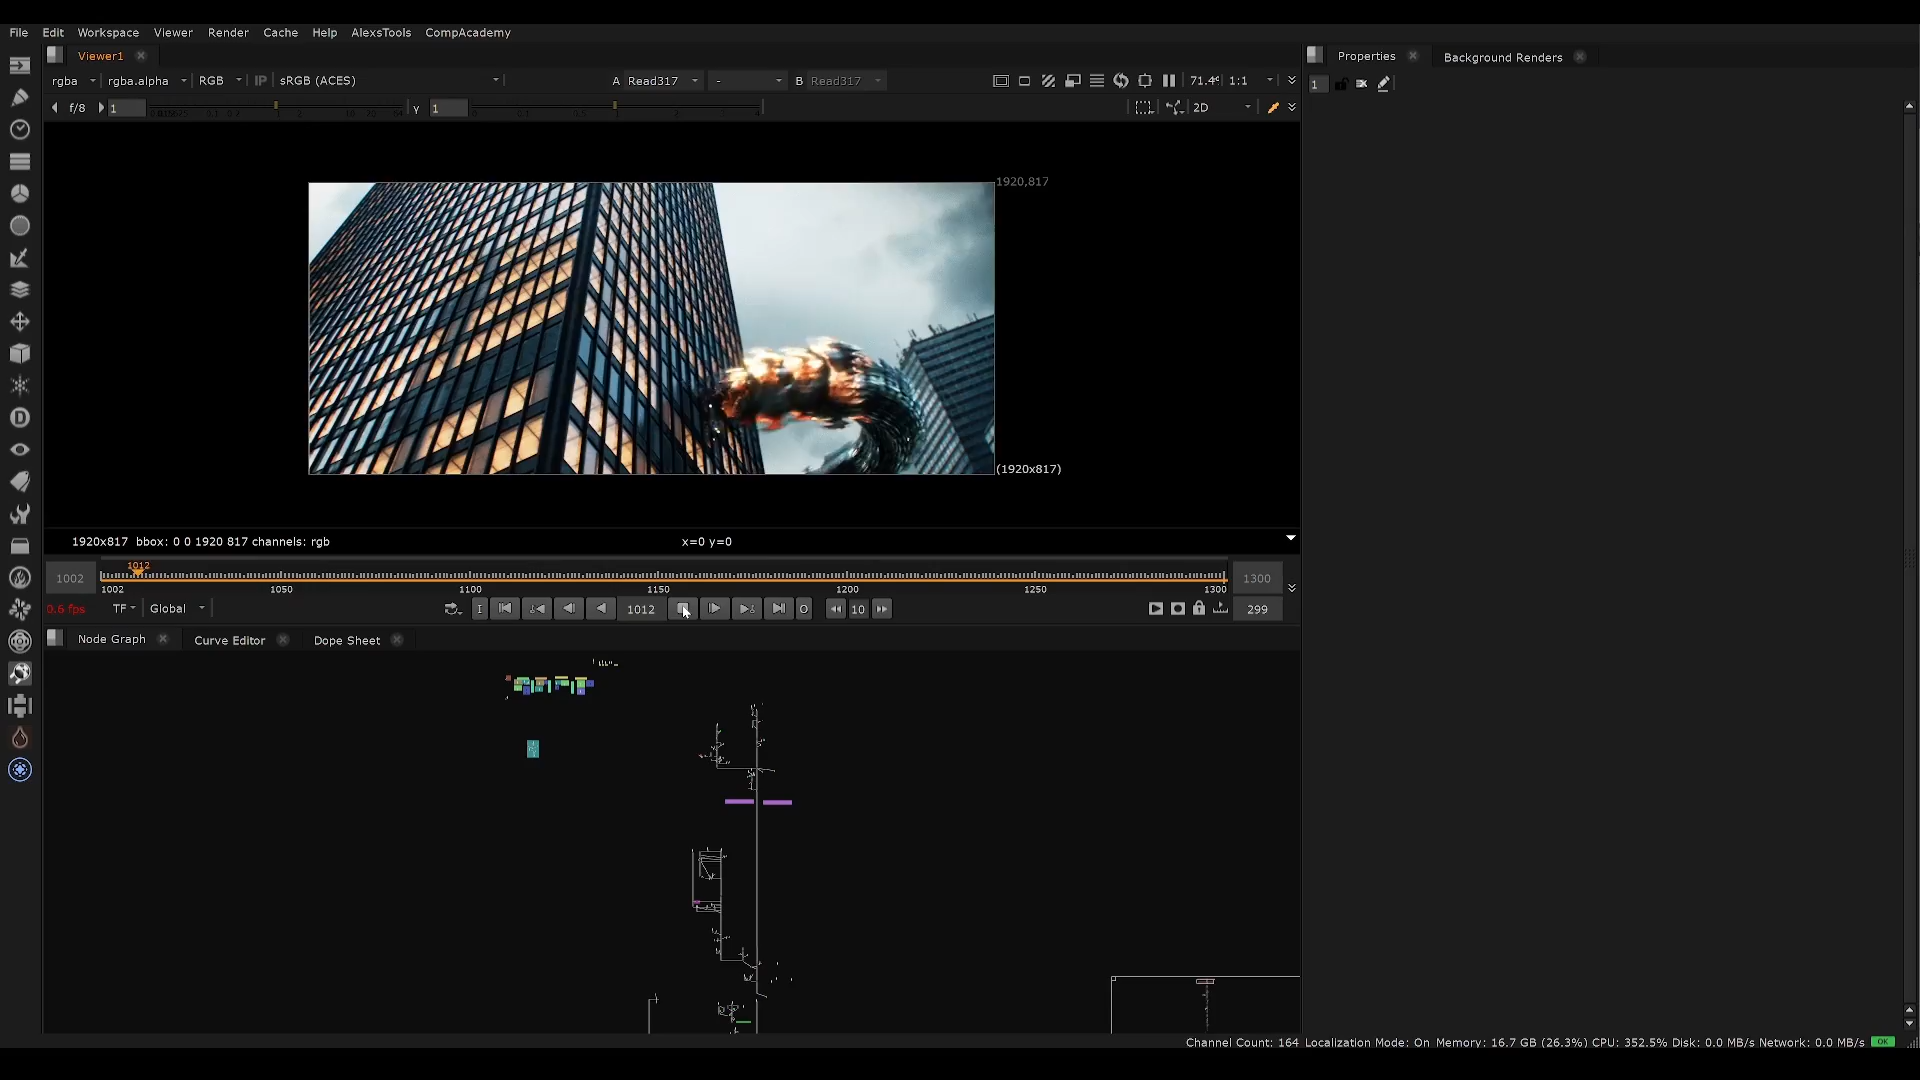 File Edit Workspace Viewer Render Cache Help AlexsTools CompAcademy
Viewer1
Properties
Background Renders
rgba rgba.alpha RGB IP sRGB (ACES) A Read317 - B Read317 71.4 1:1
1
f/8 1 Y 1 2D
1920,817
(1920x817)
1920x817 bbox: 0 0 1920 817 channels: rgb x=0 y=0
1012
1002 1300
1002 1050 1100 1150 1200 1250 1300
0.6 fps TF Global I 1012 O 10 299
Node Graph Curve Editor Dope Sheet
Channel Count: 164 Localization Mode: On Memory: 16.7 GB (26.3%) CPU: 352.5% Disk: 0.0 MB/s Network: 0.0 MB/s OK